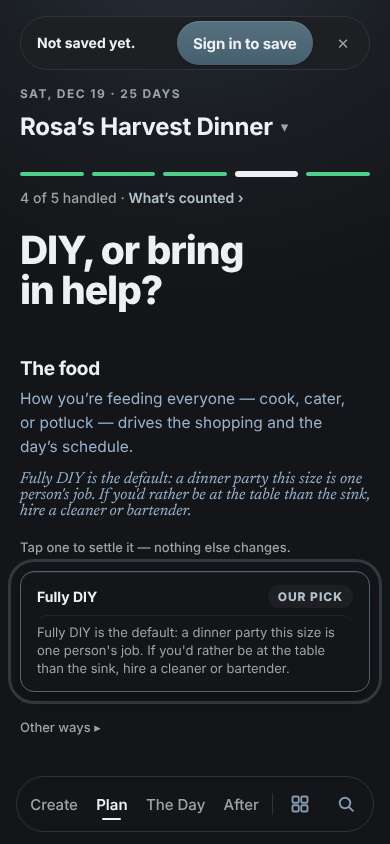 Not saved yet.
Sign in to save
×
SAT, DEC 19 · 25 DAYS
Rosa’s Harvest Dinner ▾
4 of 5 handled · What’s counted ›
DIY, or bring
in help?
The food
How you’re feeding everyone — cook, cater,
or potluck — drives the shopping and the
day’s schedule.
Fully DIY is the default: a dinner party this size is one
person's job. If you'd rather be at the table than the sink,
hire a cleaner or bartender.
Tap one to settle it — nothing else changes.
Fully DIY
OUR PICK
Fully DIY is the default: a dinner party this size is
one person's job. If you'd rather be at the table
than the sink, hire a cleaner or bartender.
Other ways ▸
Create Plan The Day After